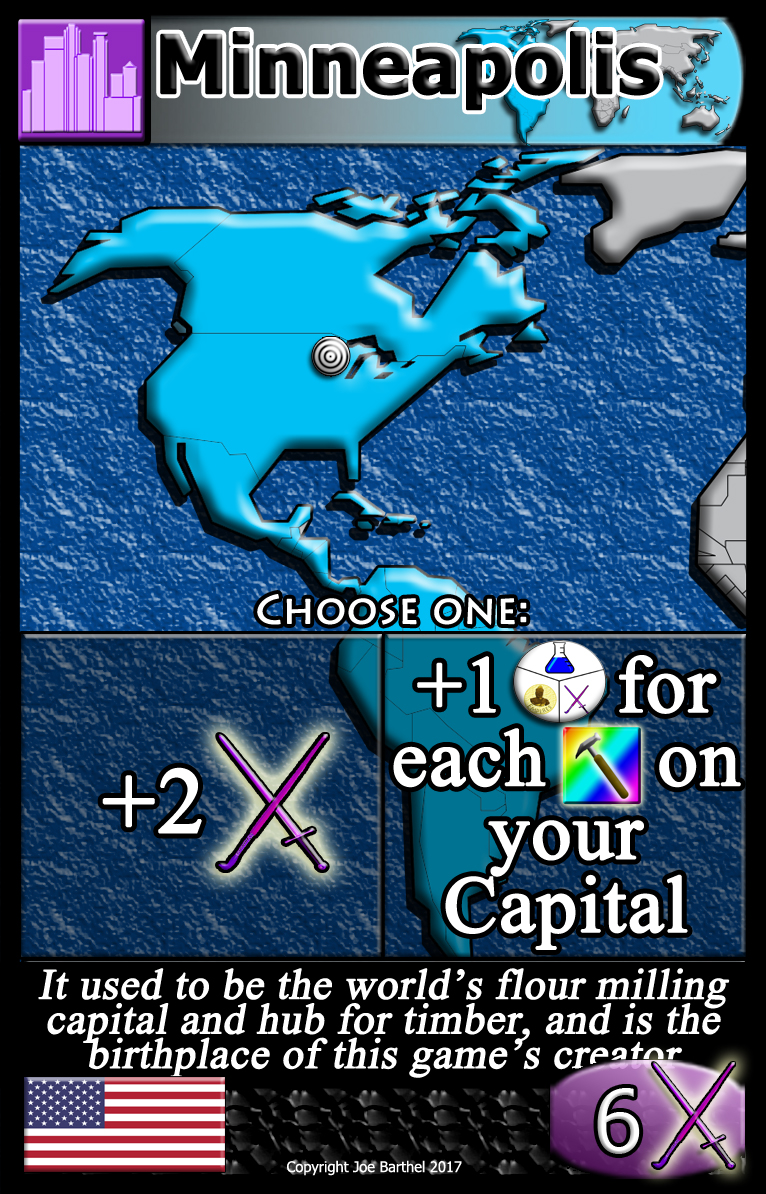 Minneapolis
CHOOSE ONE:
+2
+1 for
each on
your
Capital
It used to be the world's flour milling
capital and hub for timber, and is the
birthplace of this game's creator
6
Copyright Joe Barthel 2017